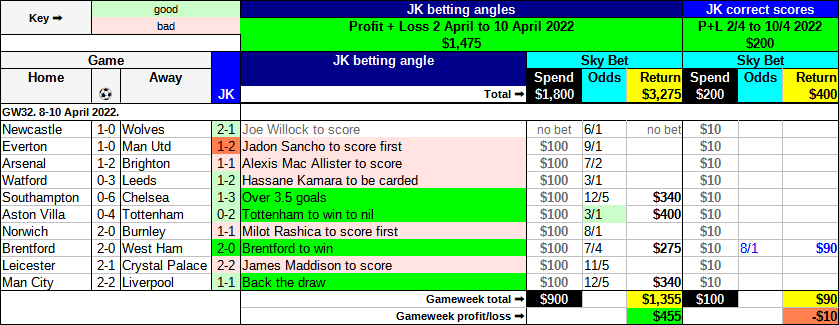 Key ➡ good JK betting angles JK correct scores
bad Profit + Loss 2 April to 10 April 2022 P+L 2/4 to 10/4 2022
$1,475 $200
Game JK betting angle Sky Bet Sky Bet
Home Away JK Spend Odds Return Spend Odds Return
Total ➡ $1,800 $3,275 $200 $400
GW32. 8-10 April 2022.
Newcastle 1-0 Wolves 2-1 Joe Willock to score no bet 6/1 no bet $10
Everton 1-0 Man Utd 1-2 Jadon Sancho to score first $100 9/1 $10
Arsenal 1-2 Brighton 1-1 Alexis Mac Allister to score $100 7/2 $10
Watford 0-3 Leeds 1-2 Hassane Kamara to be carded $100 3/1 $10
Southampton 0-6 Chelsea 1-3 Over 3.5 goals $100 12/5 $340 $10
Aston Villa 0-4 Tottenham 0-2 Tottenham to win to nil $100 3/1 $400 $10
Norwich 2-0 Burnley 1-1 Milot Rashica to score first $100 8/1 $10
Brentford 2-0 West Ham 2-0 Brentford to win $100 7/4 $275 $10 8/1 $90
Leicester 2-1 Crystal Palace 2-2 James Maddison to score $100 11/5 $10
Man City 2-2 Liverpool 1-1 Back the draw $100 12/5 $340 $10
Gameweek total ➡ $900 $1,355 $100 $90
Gameweek profit/loss ➡ $455 -$10